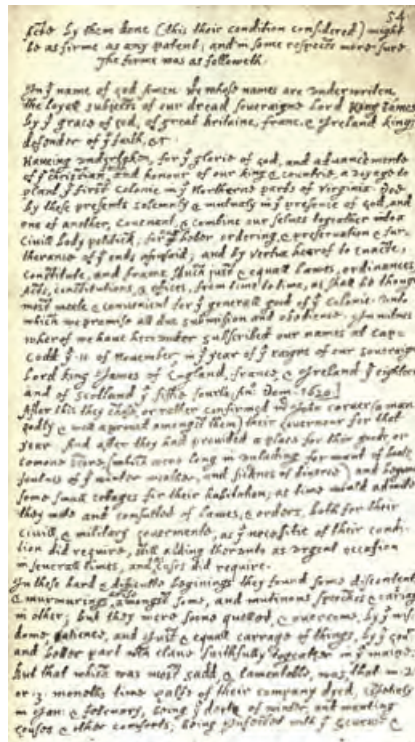 54
facte by them done (this their condition considered) might
be as firme as any patent; and in some respects more sure.
The forme was as followeth.
In yͤ name of god Amen. We whose names are underwriten,
the loyall subjects of our dread soveraigne Lord King James
by yͤ grace of god, of great Britaine, franc, & Ireland king,
defender of yͤ faith, &c
Haveing undertaken, for yͤ glorie of god, and advancemente
of yͤ christian faith and honour of our king & countrie, a voyage to
plant yͤ first colonie in yͤ Northerne parts of Virginia. Doe
by these presents solemnly & mutualy in yͤ presence of god, and
one of another, covenant, & combine our selves togeather into a
civill body politick; for our better ordering, & preservation & fur-
therance of yͤ ends aforesaid; and by vertue hearof to enacte,
constitute, and frame such just & equall lawes, ordinances,
Acts, constitutions, & offices, from time to time, as shall be thought
most meete & convenient for yͤ generall good of yͤ colonie: unto
which we promise all due submission and obedience. In witnes
wherof we have hereunder subscribed our names at Cap-
Codd yͤ .11. of November, in yͤ year of yͤ raigne of our soveraigne
Lord king James of England, franc, & Ireland yͤ eighteen
and of Scotland yͤ fiftie fourth. Ano: Dom. 1620.]
After this they chose, or rather confirmed mr John carver (a man
godly & well aproved amongst them) their Governour for that
year. And after they had provided a place for their goods, or
comone store, (which were long in unlading for want of boats,
foulnes of yͤ winter weather, and sicknes of diverce) and begune
some small cottages for their habitation; as time would admitte
they mette and consulted of lawes, & orders, both for their
civill, & military Governmente, as yͤ necessitie of their condi-
tion did require, still adding therunto as urgent occasion
in severall times, and as cases did require.
In these hard & difficulte beginings they found some discontents
& murmurings arise amongst some, and mutinous speeches & cariags
in other; but they were soone quelled, & overcome, by yͤ wis-
dome, patience, and just & equall carrage of things, by yͤ Govr
and better part wch clave faithfully togeather in yͤ maine.
But that which was most sadd, & lamentable, was, that in 2
or .3. moneths time halfe of their company dyed, espetialy
in Jan: & february, being yͤ depth of winter, and wanting
houses & other comforts; being infected with yͤ scurvie &